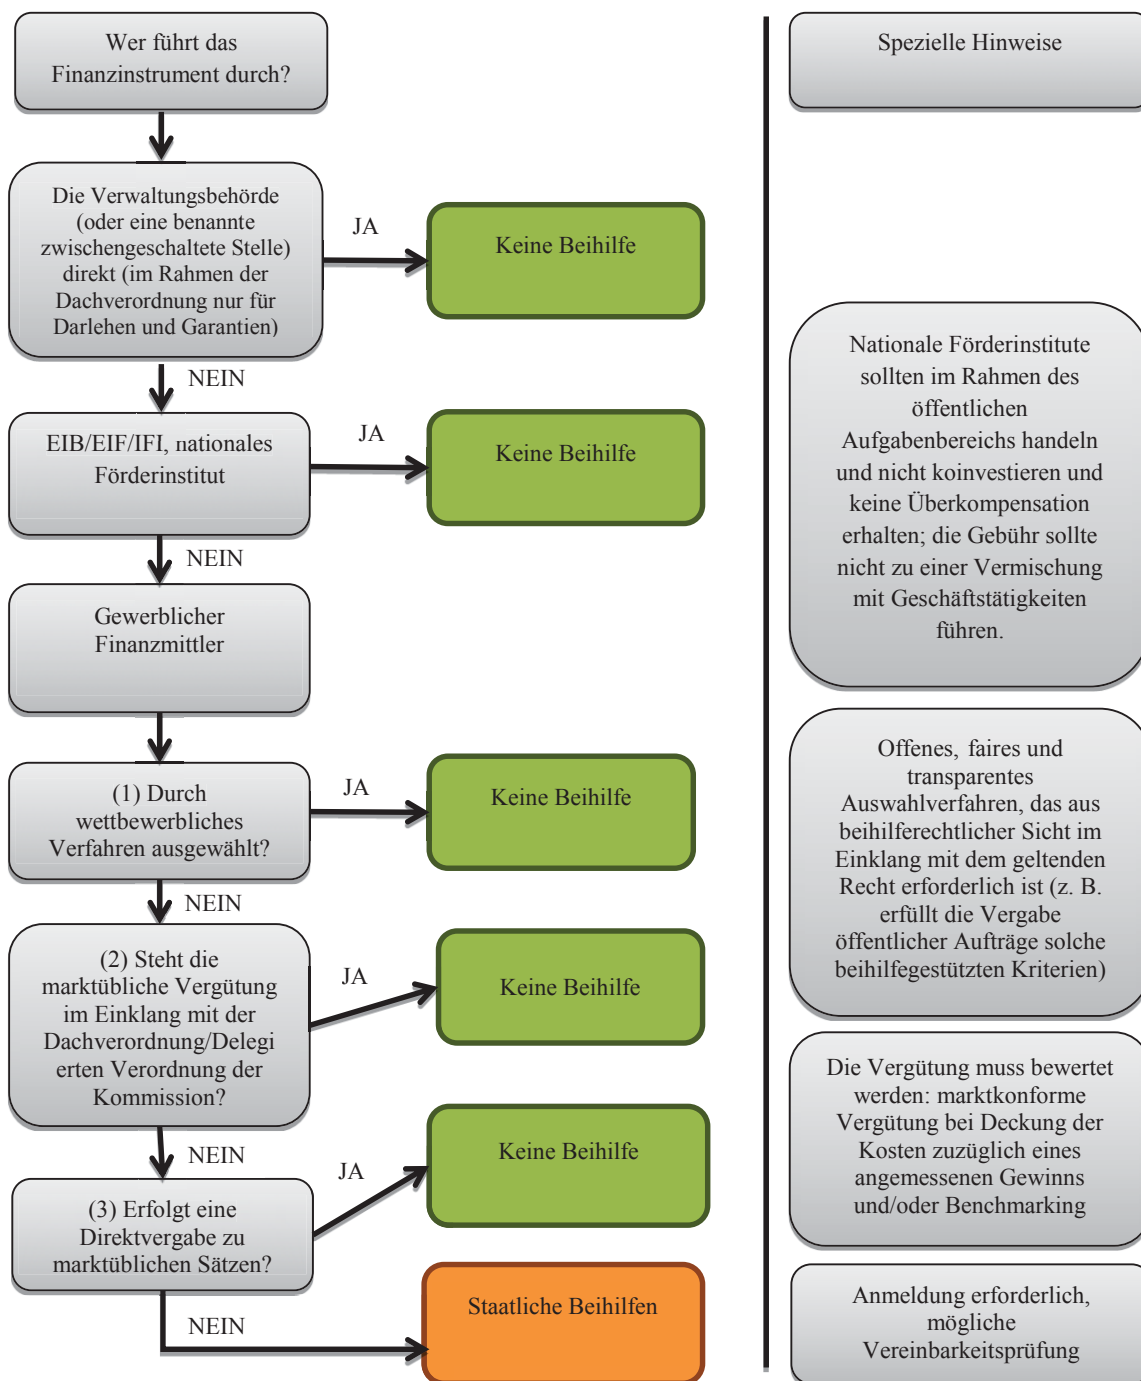 Wer führt das
Finanzinstrument durch?
Die Verwaltungsbehörde
(oder eine benannte
zwischengeschaltete Stelle)
direkt (im Rahmen der
Dachverordnung nur für
Darlehen und Garantien)
JA
Keine Beihilfe
NEIN
EIB/EIF/IFI, nationales
Förderinstitut
JA
Keine Beihilfe
NEIN
Gewerblicher
Finanzmittler
(1) Durch
wettbewerbliches
Verfahren ausgewählt?
JA
Keine Beihilfe
NEIN
(2) Steht die
marktübliche Vergütung
im Einklang mit der
Dachverordnung/Delegi
erten Verordnung der
Kommission?
JA
Keine Beihilfe
NEIN
(3) Erfolgt eine
Direktvergabe zu
marktüblichen Sätzen?
JA
Keine Beihilfe
NEIN
Staatliche Beihilfen
Spezielle Hinweise
Nationale Förderinstitute
sollten im Rahmen des
öffentlichen
Aufgabenbereichs handeln
und nicht koinvestieren und
keine Überkompensation
erhalten; die Gebühr sollte
nicht zu einer Vermischung
mit Geschäftstätigkeiten
führen.
Offenes, faires und
transparentes
Auswahlverfahren, das aus
beihilferechtlicher Sicht im
Einklang mit dem geltenden
Recht erforderlich ist (z. B.
erfüllt die Vergabe
öffentlicher Aufträge solche
beihilfegestützten Kriterien)
Die Vergütung muss bewertet
werden: marktkonforme
Vergütung bei Deckung der
Kosten zuzüglich eines
angemessenen Gewinns
und/oder Benchmarking
Anmeldung erforderlich,
mögliche
Vereinbarkeitsprüfung